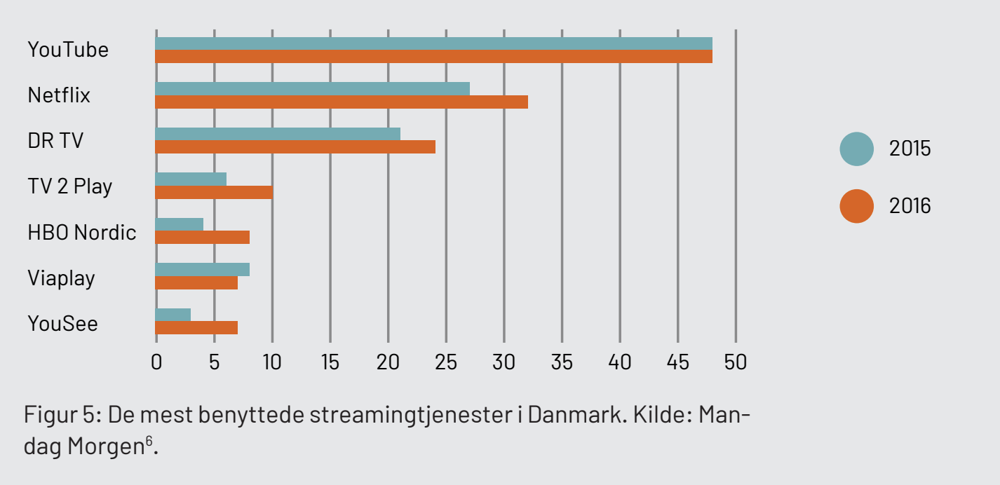 YouTube
Netflix
DR TV
TV 2 Play
HBO Nordic
Viaplay
YouSee
0 5 10 15 20 25 30 35 40 45 50
2015
2016
Figur 5: De mest benyttede streamingtjenester i Danmark. Kilde: Man-
dag Morgen⁶.